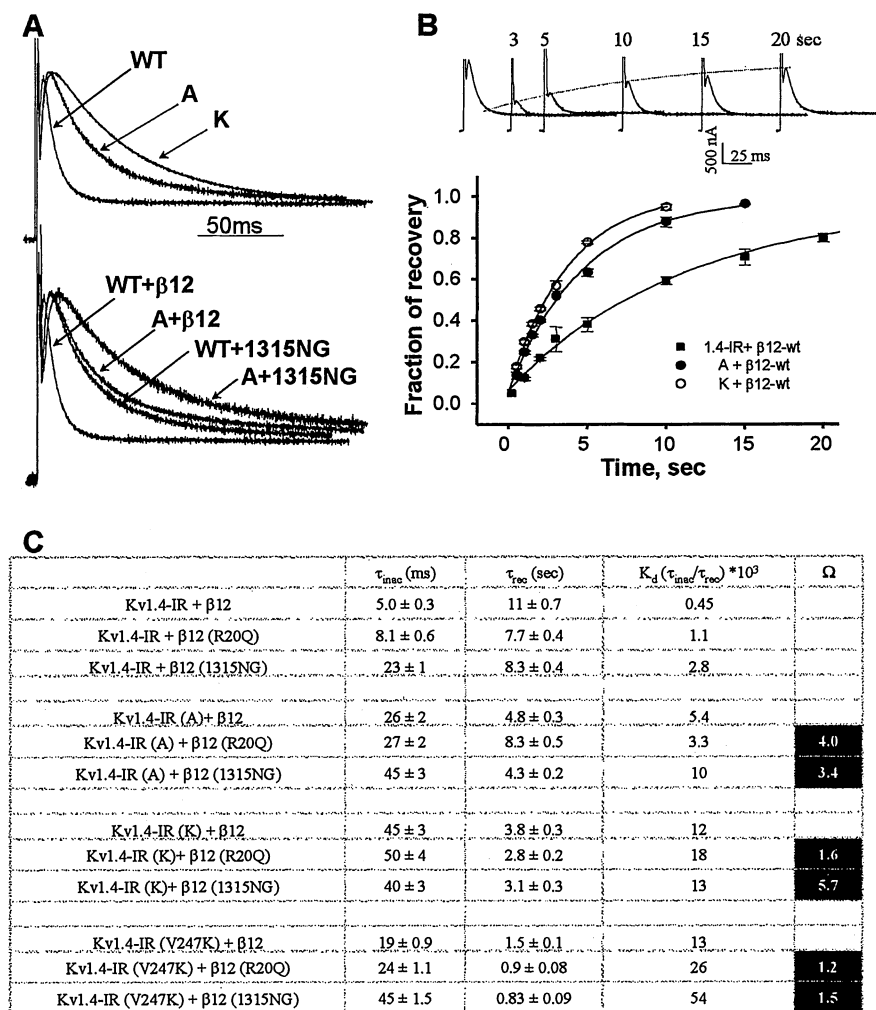 A
WT
A
K
50ms
WT+β12
A+β12
WT+1315NG
A+1315NG
B
3 5 10 15 20 sec
500 nA
25 ms
Fraction of recovery
1.0
0.8
0.6
0.4
0.2
0.0
1.4-IR+ β12-wt
A + β12-wt
K + β12-wt
0 5 10 15 20
Time, sec
C
τinac (ms) τrec (sec) Kd (τinac/τrec) *10³ Ω
Kv1.4-IR + β12 5.0 ± 0.3 11 ± 0.7 0.45
Kv1.4-IR + β12 (R20Q) 8.1 ± 0.6 7.7 ± 0.4 1.1
Kv1.4-IR + β12 (1315NG) 23 ± 1 8.3 ± 0.4 2.8
Kv1.4-IR (A)+ β12 26 ± 2 4.8 ± 0.3 5.4
Kv1.4-IR (A) + β12 (R20Q) 27 ± 2 8.3 ± 0.5 3.3 4.0
Kv1.4-IR (A) + β12 (1315NG) 45 ± 3 4.3 ± 0.2 10 3.4
Kv1.4-IR (K) + β12 45 ± 3 3.8 ± 0.3 12
Kv1.4-IR (K)+ β12 (R20Q) 50 ± 4 2.8 ± 0.2 18 1.6
Kv1.4-IR (K)+ β12 (1315NG) 40 ± 3 3.1 ± 0.3 13 5.7
Kv1.4-IR (V247K) + β12 19 ± 0.9 1.5 ± 0.1 13
Kv1.4-IR (V247K) + β12 (R20Q) 24 ± 1.1 0.9 ± 0.08 26 1.2
Kv1.4-IR (V247K) + β12 (1315NG) 45 ± 1.5 0.83 ± 0.09 54 1.5